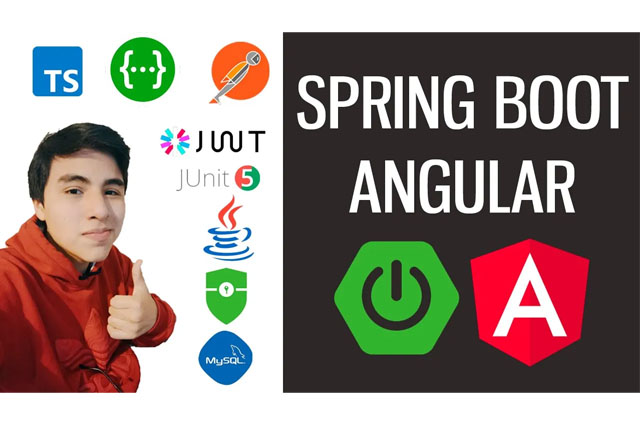 TS
{...}
JWT
JUnit 5
MySQL
SPRING BOOT
ANGULAR
A